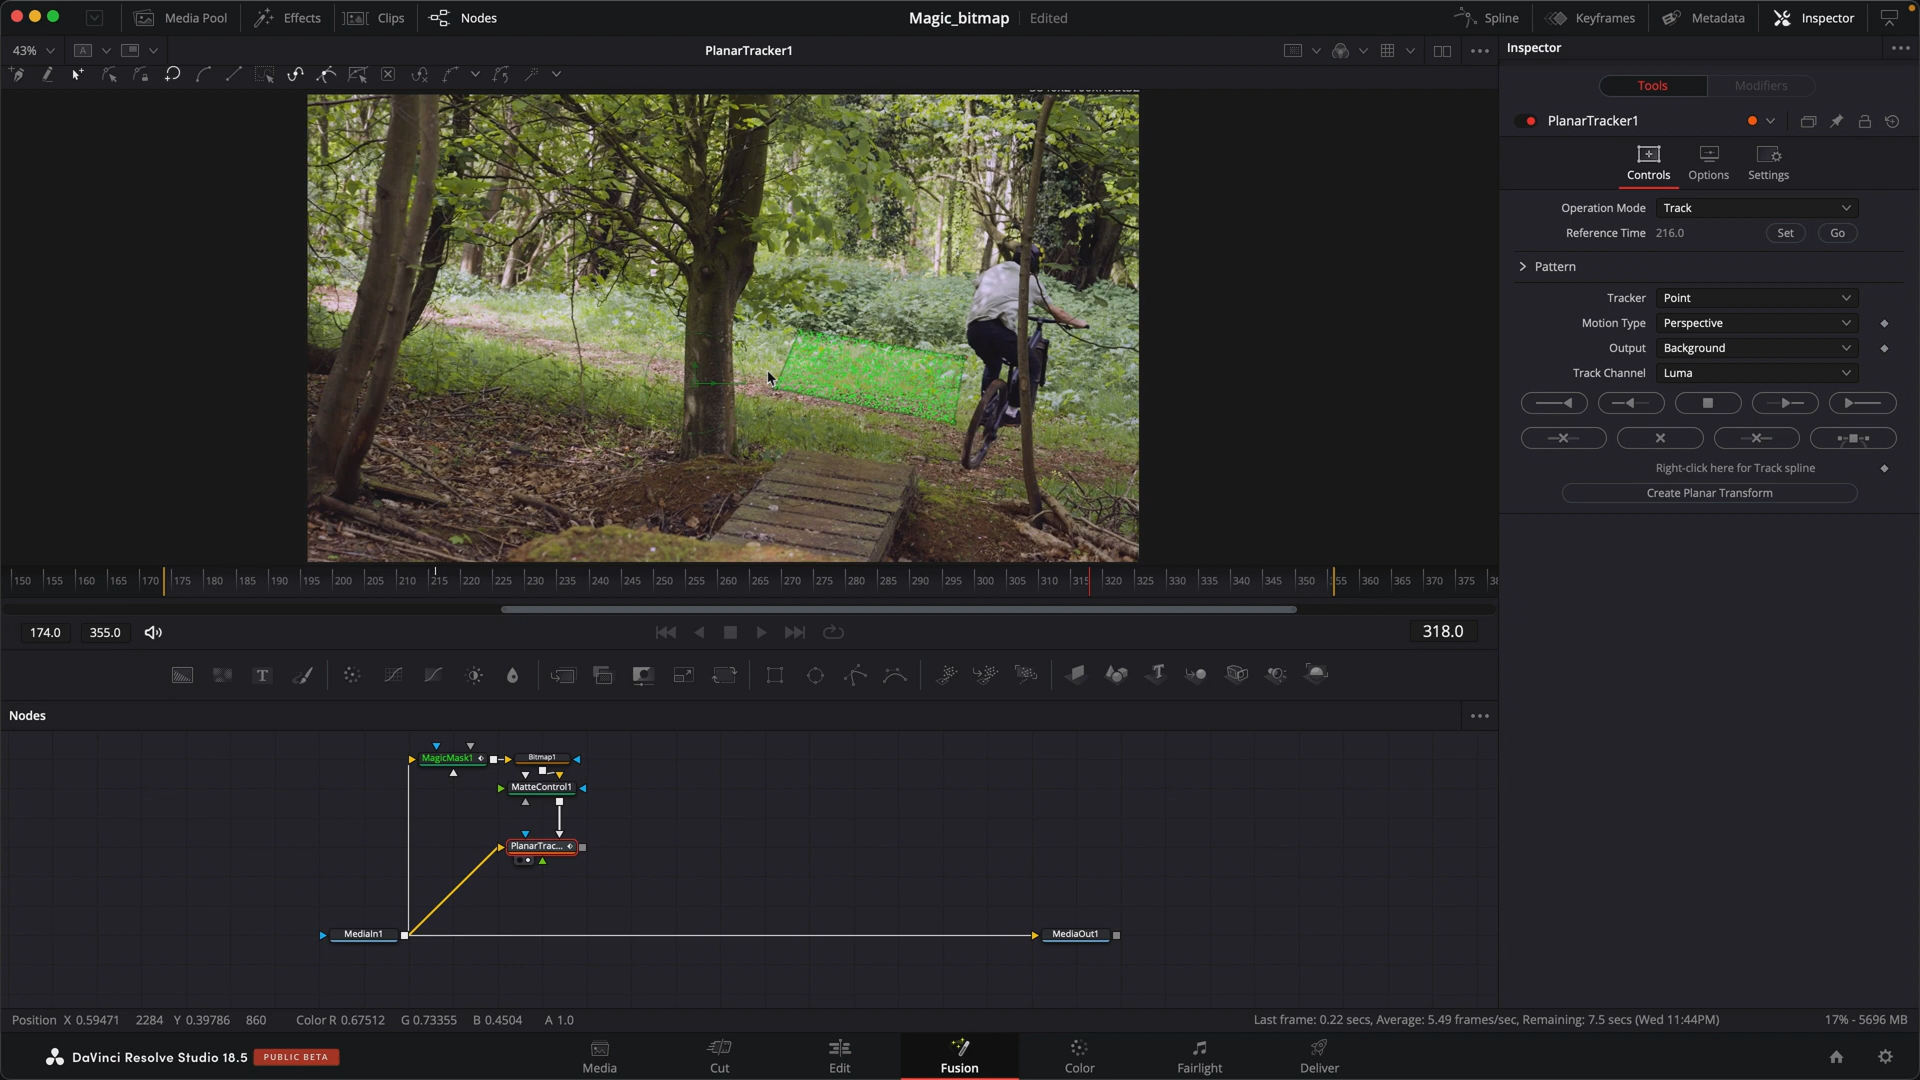 Media Pool
Effects
Clips
Nodes
Magic_bitmap
Edited
Spline
Keyframes
Metadata
Inspector
43%
A
PlanarTracker1
Inspector
Tools
Modifiers
PlanarTracker1
Controls
Options
Settings
Operation Mode
Track
Reference Time
216.0
Set
Go
Pattern
Tracker
Point
Motion Type
Perspective
Output
Background
Track Channel
Luma
Right-click here for Track spline
Create Planar Transform
150 155 160 165 170 175 180 185 190 195 200 205 210 215 220 225 230 235 240 245 250 255 260 265 270 275 280 285 290 295 300 305 310 315 320 325 330 335 340 345 350 355 360 365 370 375
174.0
355.0
318.0
T
T
Nodes
MagicMask1
Bitmap1
MatteControl1
PlanarTrac...
MediaIn1
MediaOut1
Position X 0.59471 2284 Y 0.39786 860 Color R 0.67512 G 0.73355 B 0.4504 A 1.0
Last frame: 0.22 secs, Average: 5.49 frames/sec, Remaining: 7.5 secs (Wed 11:44PM)
17% - 5696 MB
DaVinci Resolve Studio 18.5
PUBLIC BETA
Media
Cut
Edit
Fusion
Color
Fairlight
Deliver